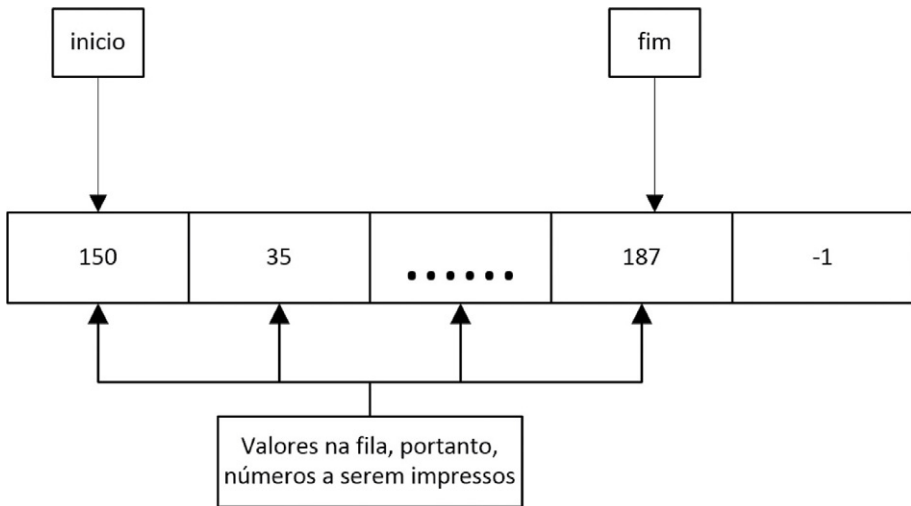 inicio
fim
150
35
......
187
-1
Valores na fila, portanto,
números a serem impressos